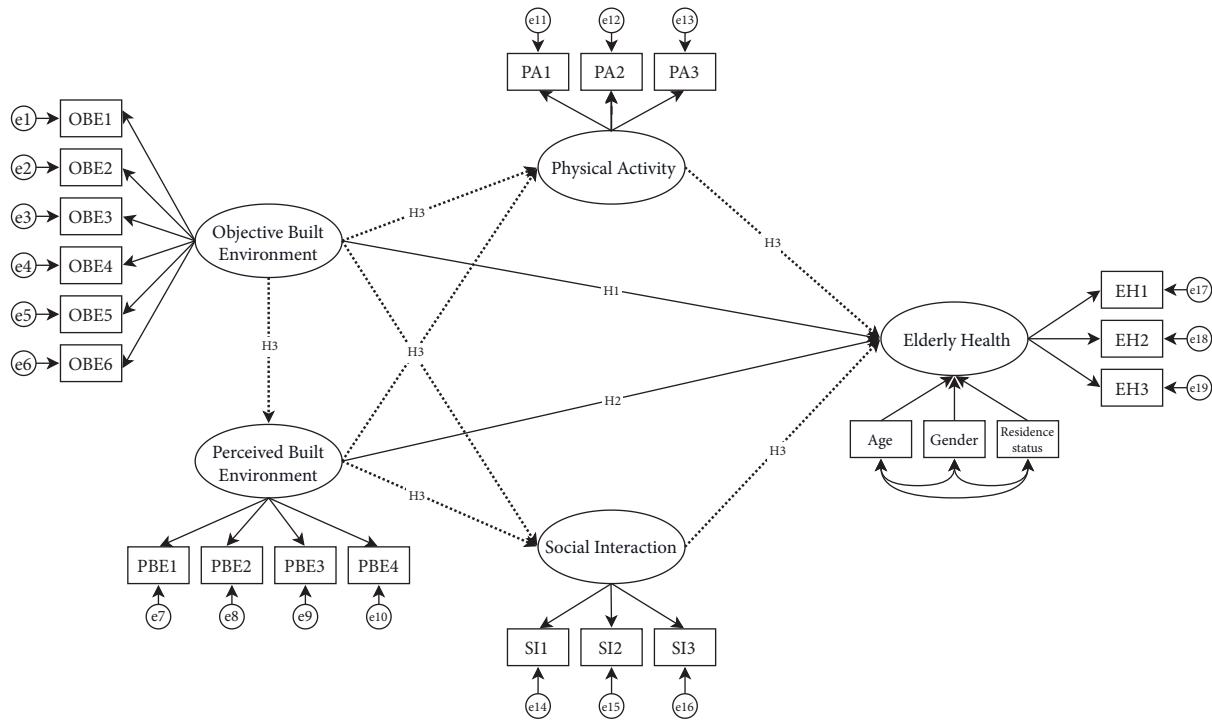 e11
e12
e13
PA1
PA2
PA3
e1
OBE1
e2
OBE2
e3
OBE3
e4
OBE4
e5
OBE5
e6
OBE6
Objective Built
Environment
Physical Activity
H3
H3
H1
H3
H3
H2
H3
H3
Elderly Health
EH1
e17
EH2
e18
EH3
e19
Age
Gender
Residence
status
Perceived Built
Environment
PBE1
PBE2
PBE3
PBE4
e7
e8
e9
e10
Social Interaction
SI1
SI2
SI3
e14
e15
e16